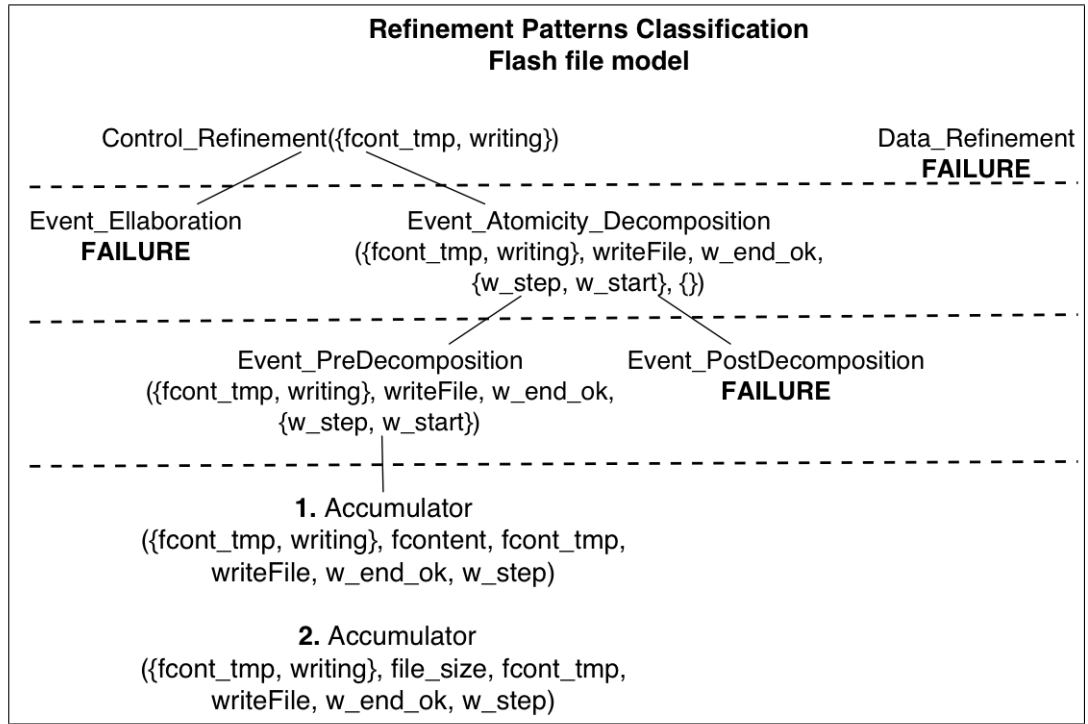 Refinement Patterns Classification
Flash file model
Control_Refinement({fcont_tmp, writing})
Data_Refinement
FAILURE
Event_Ellaboration
FAILURE
Event_Atomicity_Decomposition
({fcont_tmp, writing}, writeFile, w_end_ok,
{w_step, w_start}, {})
Event_PreDecomposition
({fcont_tmp, writing}, writeFile, w_end_ok,
{w_step, w_start})
Event_PostDecomposition
FAILURE
1. Accumulator
({fcont_tmp, writing}, fcontent, fcont_tmp,
writeFile, w_end_ok, w_step)
2. Accumulator
({fcont_tmp, writing}, file_size, fcont_tmp,
writeFile, w_end_ok, w_step)